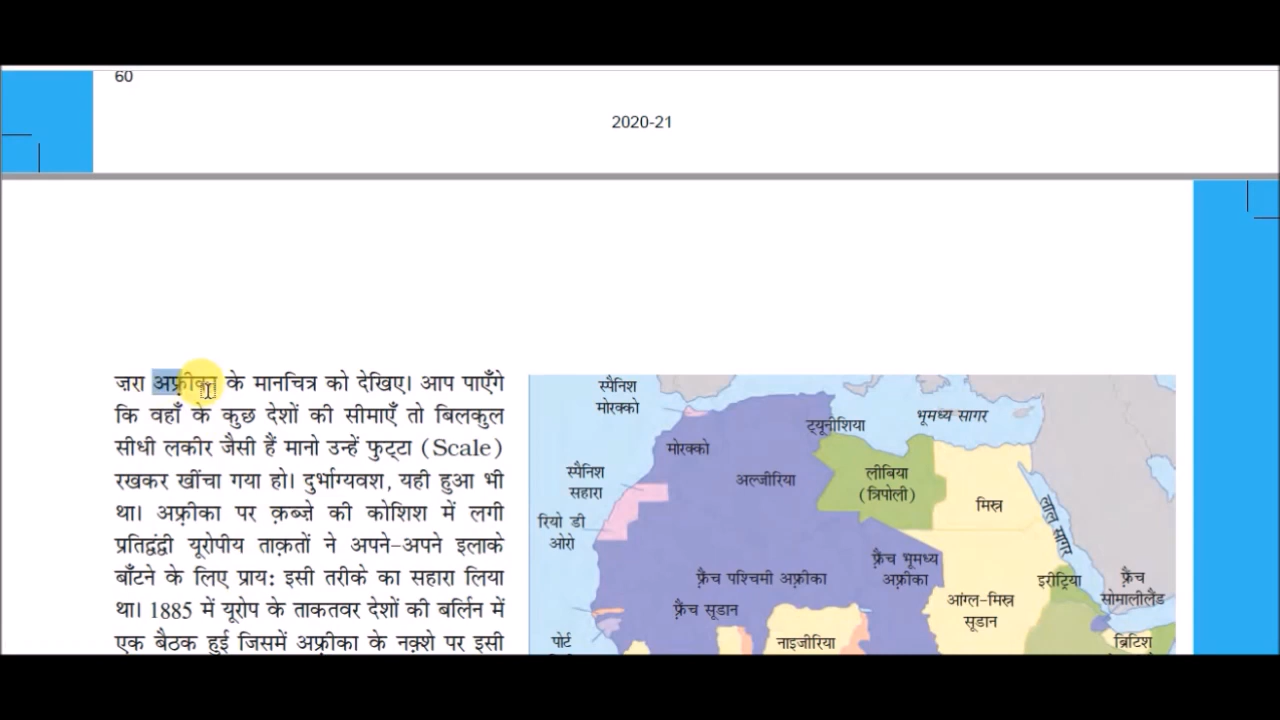 60
2020-21
ज़रा अफ़्रीका के मानचित्र को देखिए। आप पाएँगे
कि वहाँ के कुछ देशों की सीमाएँ तो बिलकुल
सीधी लकीर जैसी हैं मानो उन्हें फुट्टा (Scale)
रखकर खींचा गया हो। दुर्भाग्यवश, यही हुआ भी
था। अफ़्रीका पर क़ब्ज़े की कोशिश में लगी
प्रतिद्वंद्वी यूरोपीय ताक़तों ने अपने-अपने इलाके
बाँटने के लिए प्राय: इसी तरीके का सहारा लिया
था। 1885 में यूरोप के ताकतवर देशों की बर्लिन में
एक बैठक हुई जिसमें अफ़्रीका के नक़्शे पर इसी
स्पैनिश
मोरक्को
मोरक्को
ट्यूनीशिया
भूमध्य सागर
अल्जीरिया
लीबिया
(त्रिपोली)
मिस्र
लाल सागर
स्पैनिश
सहारा
रियो डी
ओरो
फ़्रैंच पश्चिमी अफ़्रीका
फ़्रैंच सूडान
फ़्रैंच भूमध्य
अफ़्रीका
आंग्ल-मिस्र
सूडान
इरीट्रिया
फ़्रैंच
सोमालीलैंड
पोर्ट
नाइजीरिया
ब्रिटिश